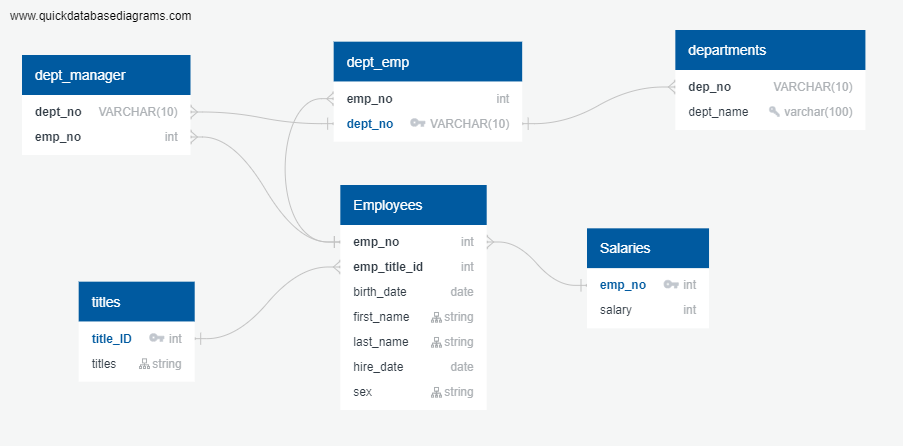 www.quickdatabasediagrams.com
dept_manager
dept_no VARCHAR(10)
emp_no int
dept_emp
emp_no int
dept_no VARCHAR(10)
departments
dep_no VARCHAR(10)
dept_name varchar(100)
Employees
emp_no int
emp_title_id int
birth_date date
first_name string
last_name string
hire_date date
sex string
Salaries
emp_no int
salary int
titles
title_ID int
titles string